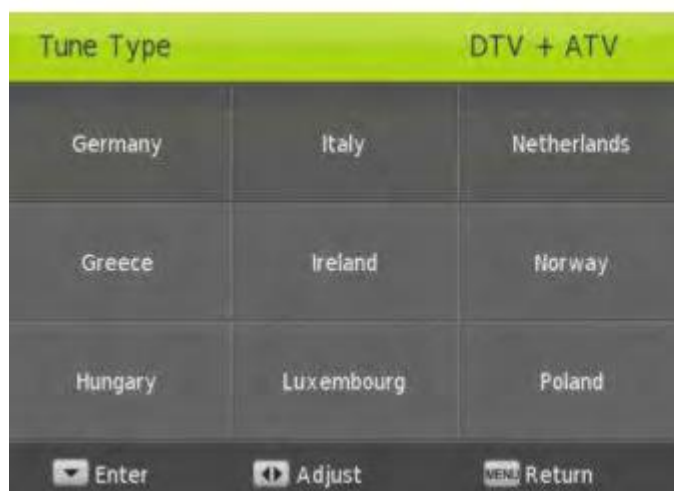 Tune Type DTV + ATV
Germany Italy Netherlands
Greece Ireland Norway
Hungary Luxembourg Poland
Enter Adjust MENU Return